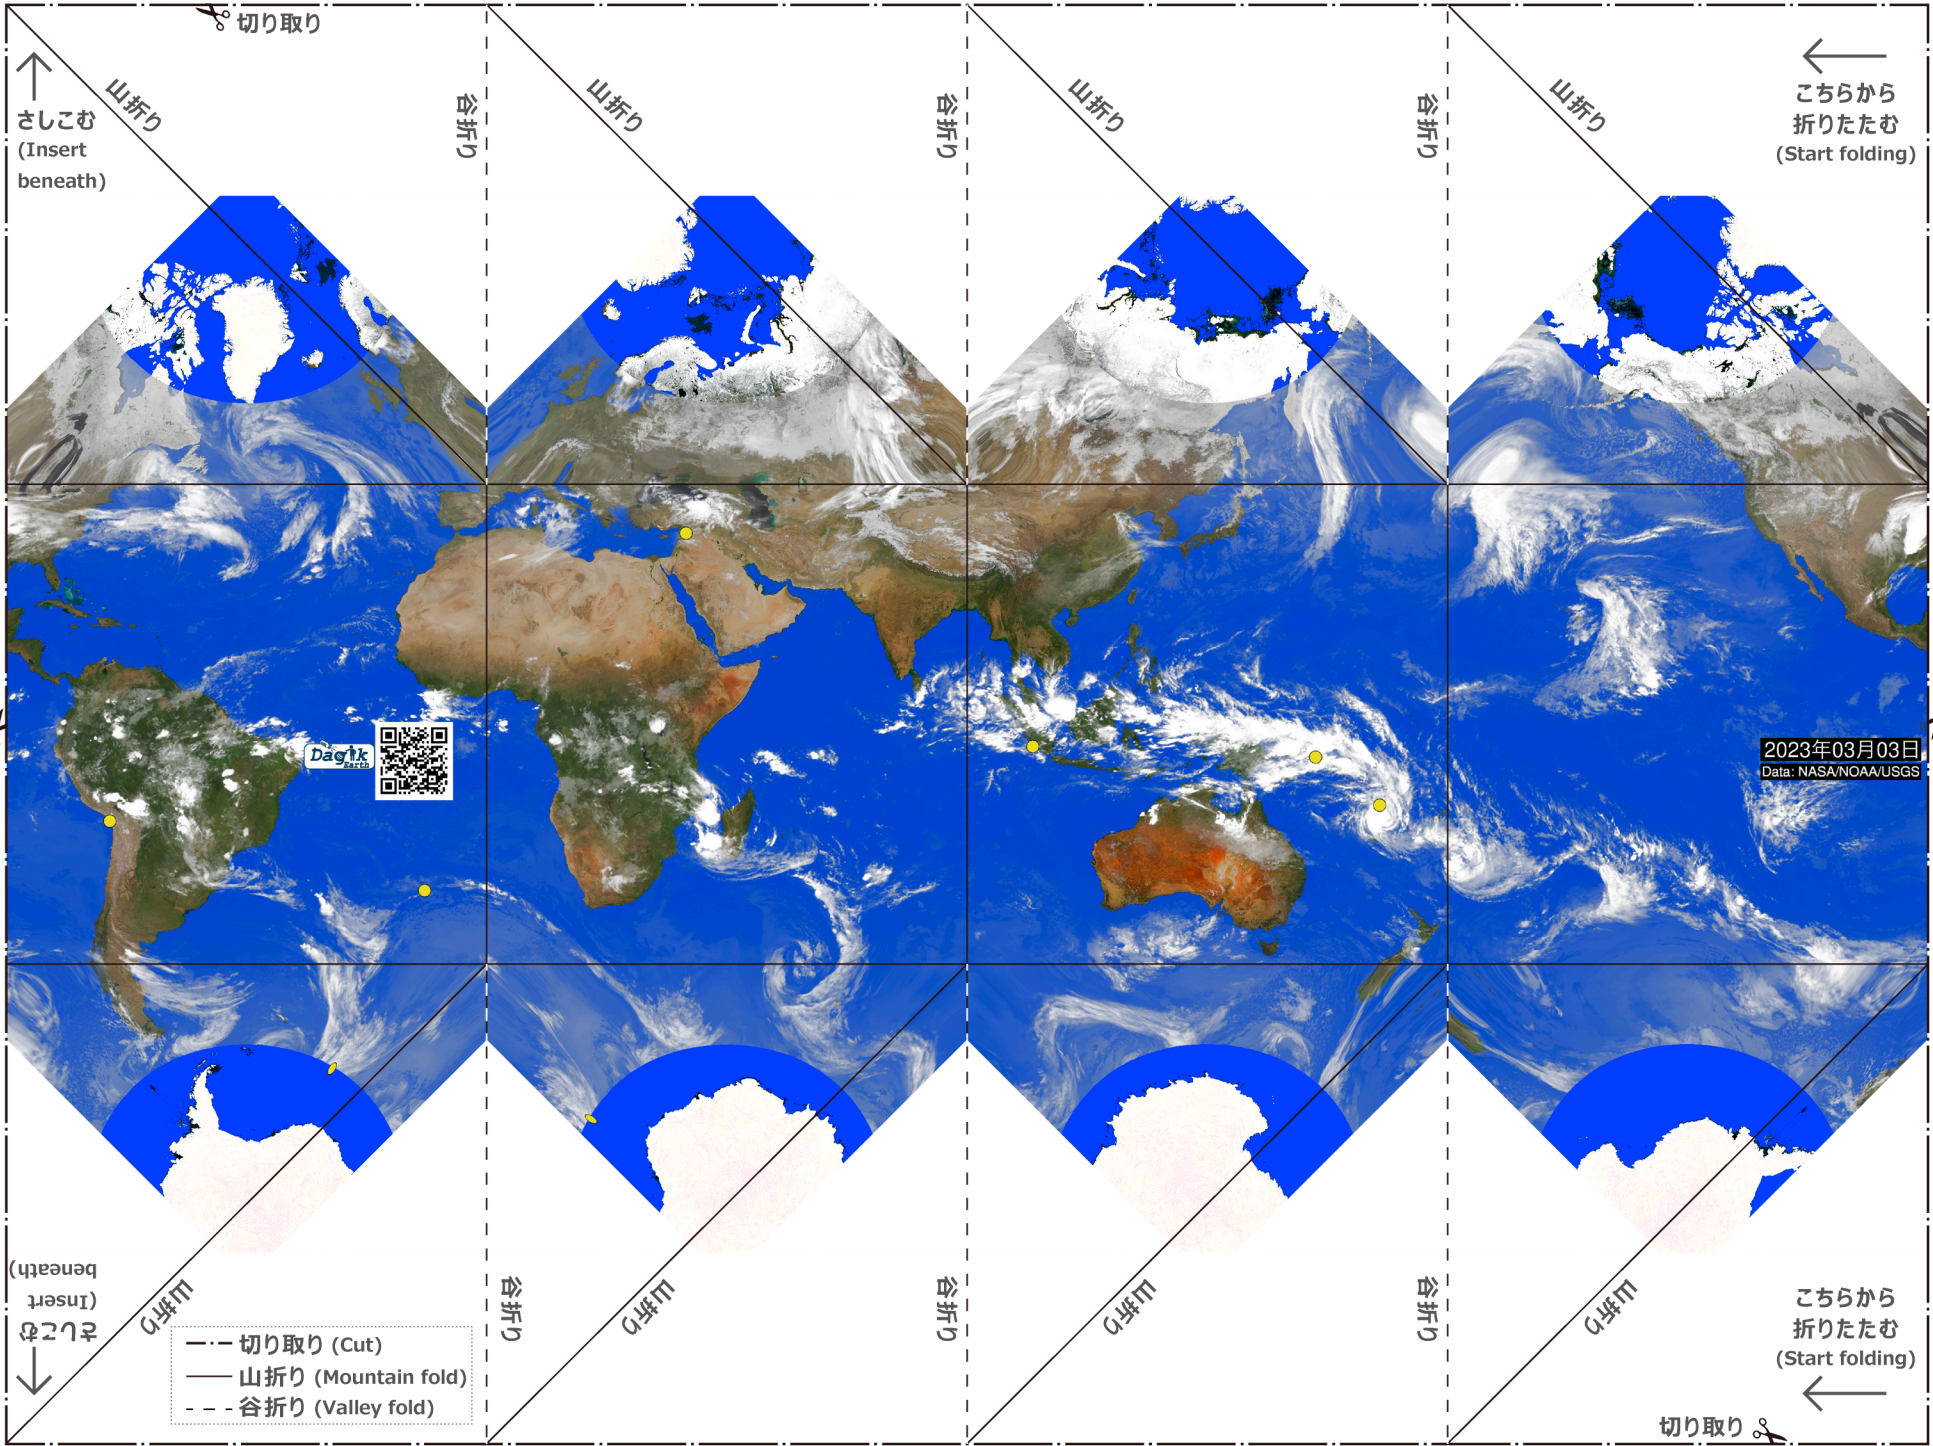 切り取り
山折り
谷折り
山折り
谷折り
山折り
谷折り
山折り
こちらから
折りたたむ
(Start folding)
さしこむ
(Insert
beneath)
Dagik
Earth
2023年03月03日
Data: NASA/NOAA/USGS
さしこむ
(Insert
beneath)
山折り
谷折り
山折り
谷折り
山折り
谷折り
山折り
こちらから
折りたたむ
(Start folding)
切り取り (Cut)
山折り (Mountain fold)
谷折り (Valley fold)
切り取り